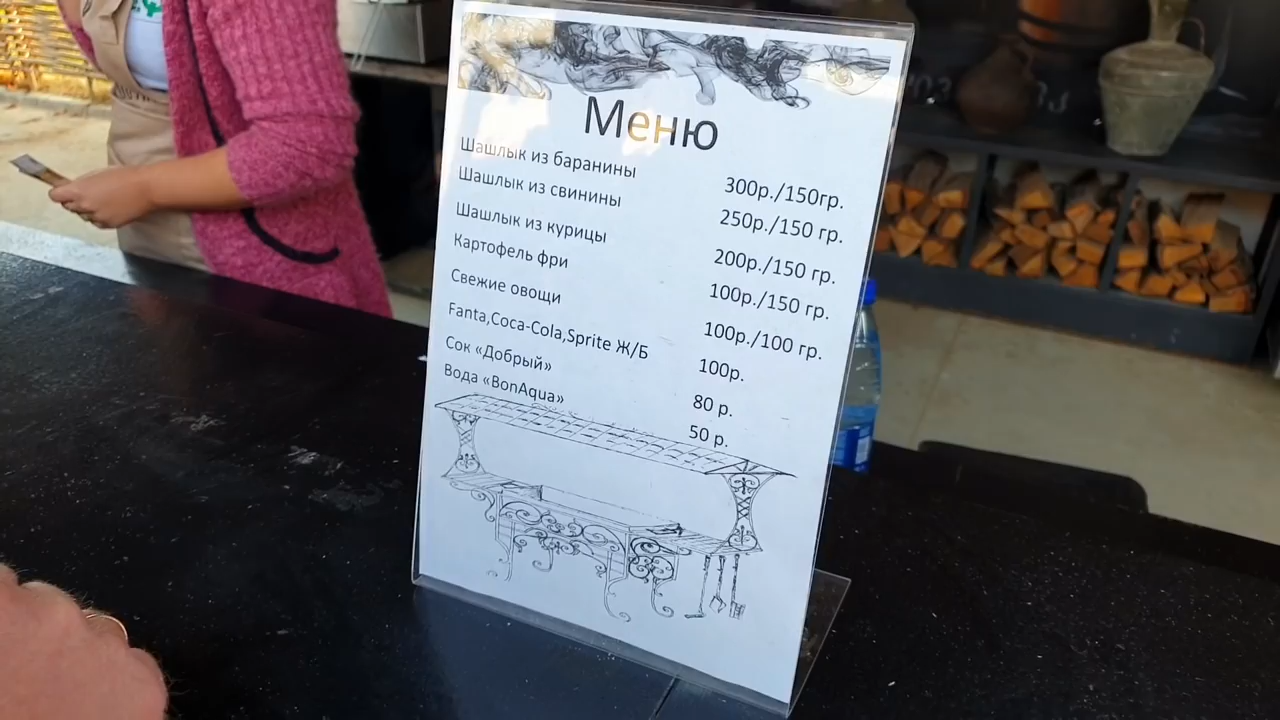 Меню
Шашлык из баранины 300р./150гр.
Шашлык из свинины 250р./150 гр.
Шашлык из курицы 200р./150 гр.
Картофель фри 100р./150 гр.
Свежие овощи 100р./100 гр.
Fanta,Coca-Cola,Sprite Ж/Б 100р.
Сок «Добрый» 80 р.
Вода «BonAqua» 50 р.